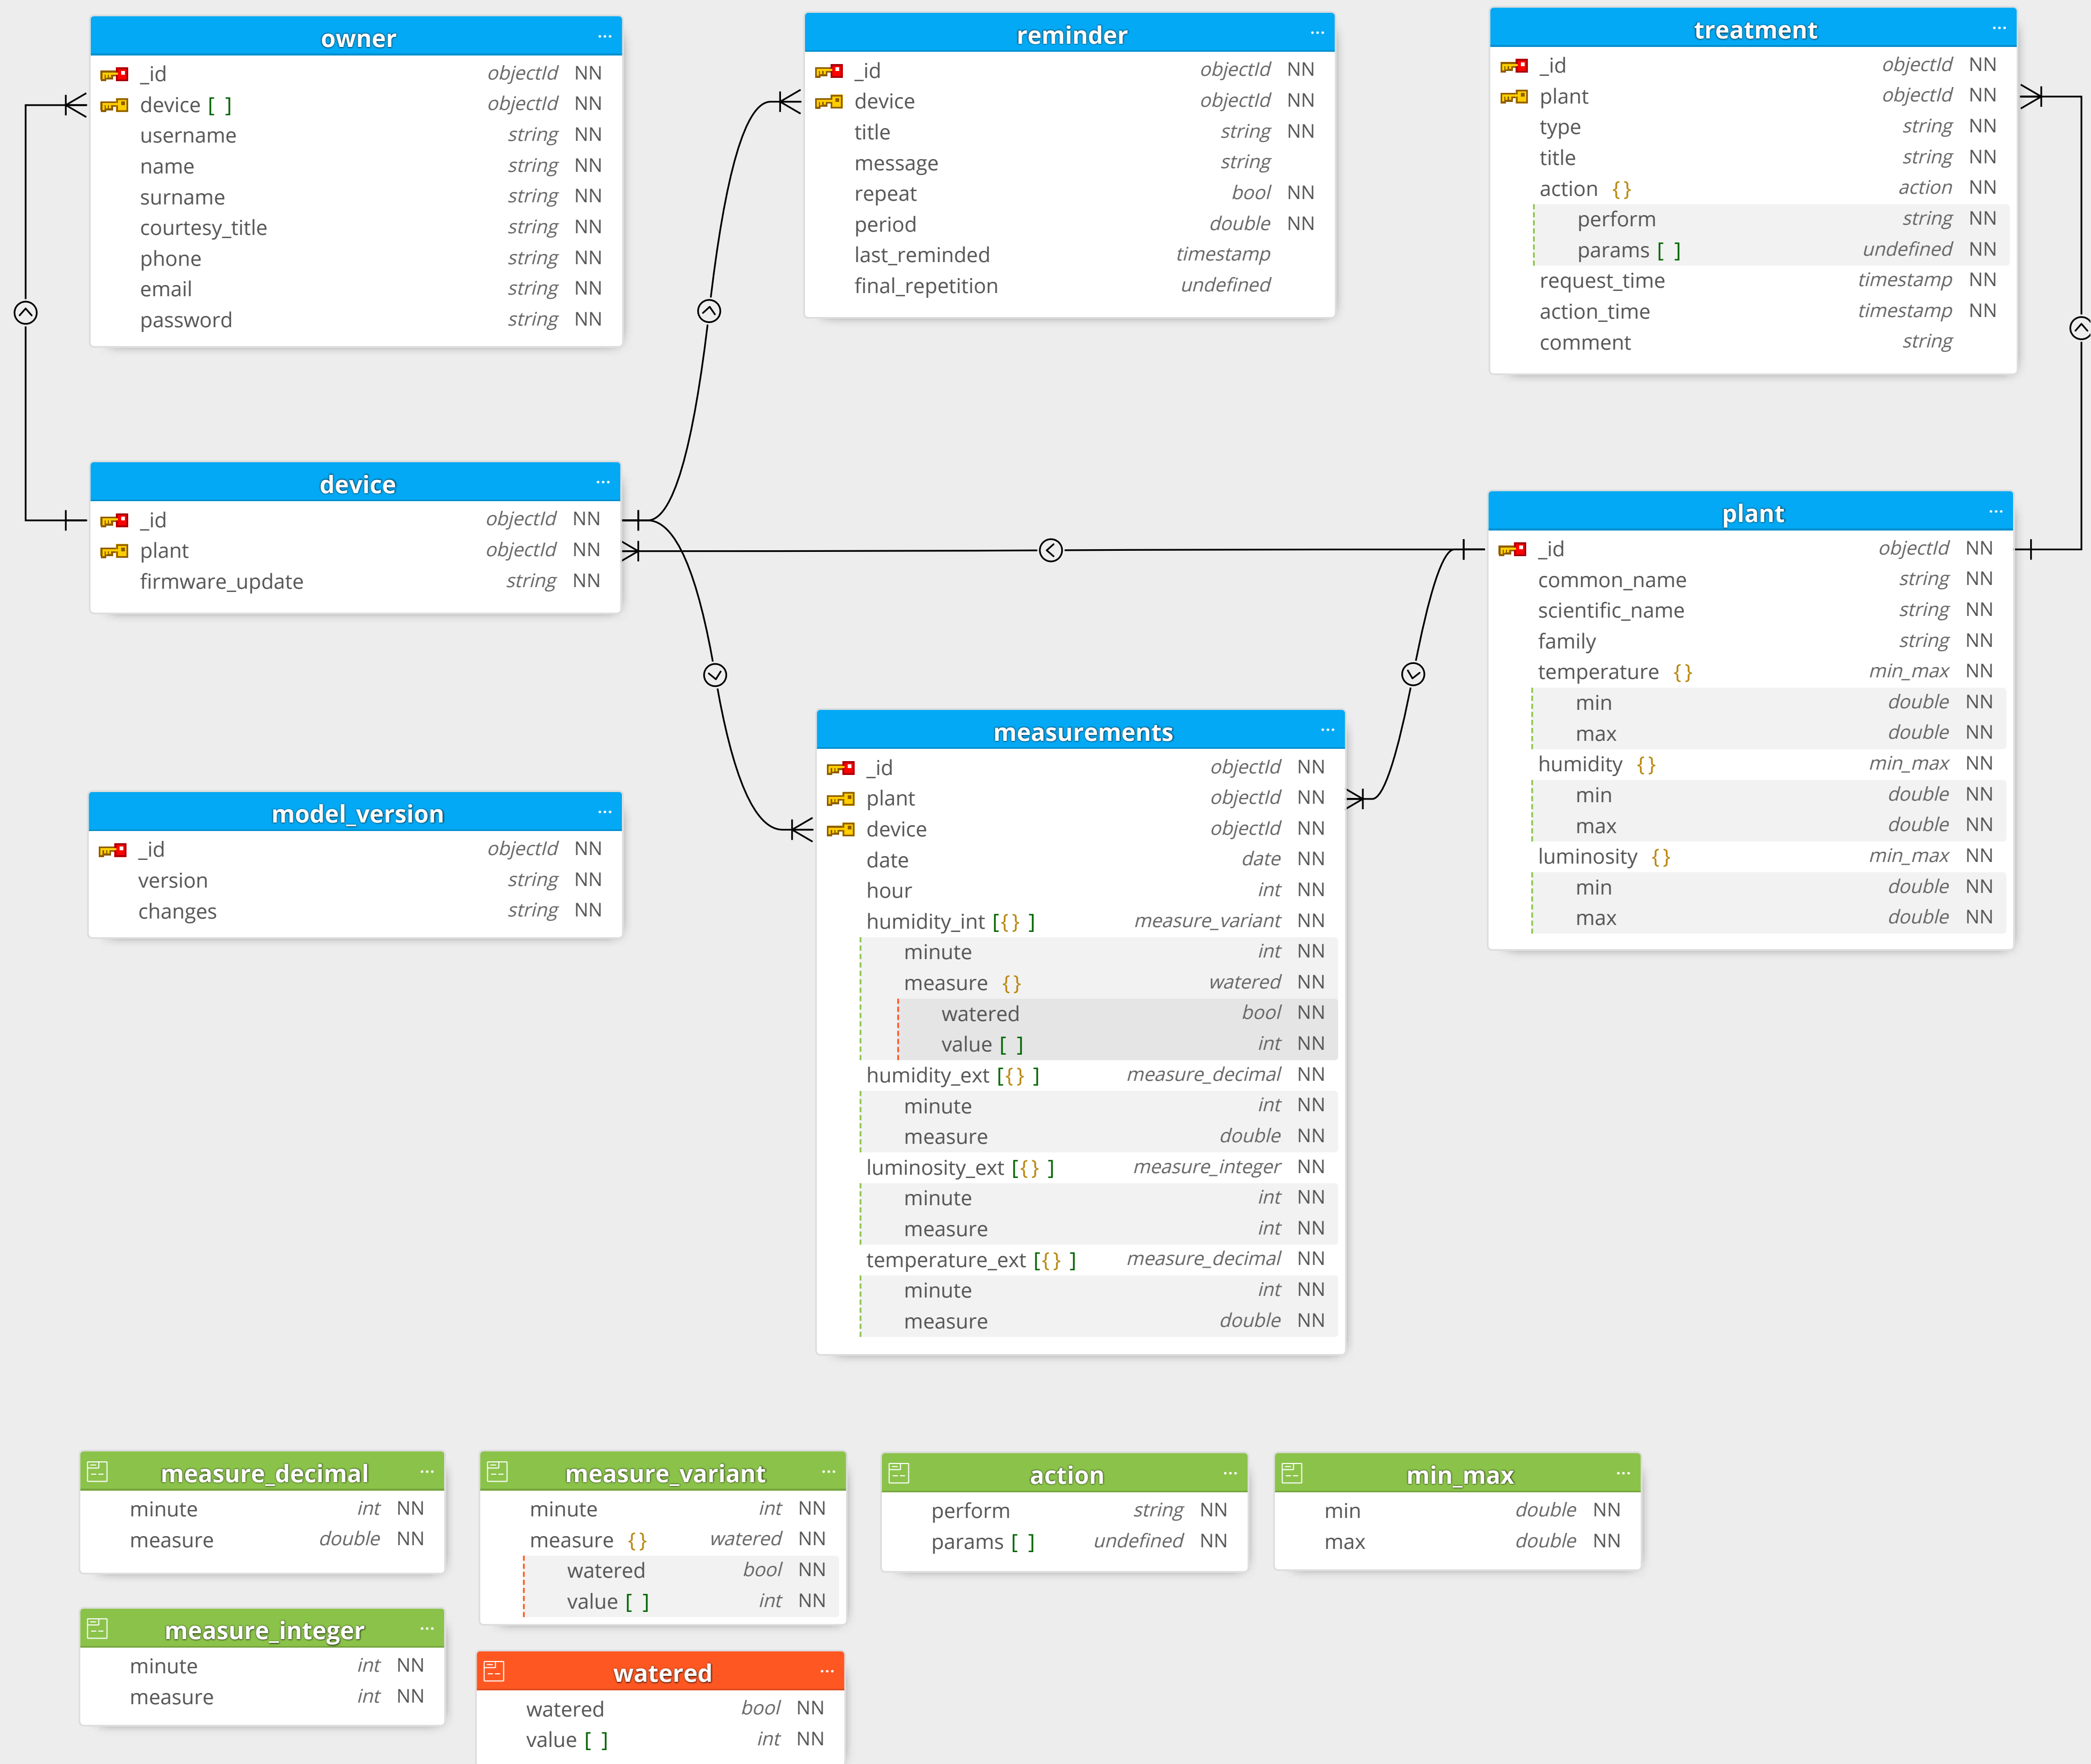 owner ...
_id objectId NN
device [ ] objectId NN
username string NN
name string NN
surname string NN
courtesy_title string NN
phone string NN
email string NN
password string NN
reminder ...
_id objectId NN
device objectId NN
title string NN
message string
repeat bool NN
period double NN
last_reminded timestamp
final_repetition undefined
treatment ...
_id objectId NN
plant objectId NN
type string NN
title string NN
action {} action NN
perform string NN
params [ ] undefined NN
request_time timestamp NN
action_time timestamp NN
comment string
device ...
_id objectId NN
plant objectId NN
firmware_update string NN
plant ...
_id objectId NN
common_name string NN
scientific_name string NN
family string NN
temperature {} min_max NN
min double NN
max double NN
humidity {} min_max NN
min double NN
max double NN
luminosity {} min_max NN
min double NN
max double NN
measurements ...
_id objectId NN
plant objectId NN
device objectId NN
date date NN
hour int NN
humidity_int [{} ] measure_variant NN
minute int NN
measure {} watered NN
watered bool NN
value [ ] int NN
humidity_ext [{} ] measure_decimal NN
minute int NN
measure double NN
luminosity_ext [{} ] measure_integer NN
minute int NN
measure int NN
temperature_ext [{} ] measure_decimal NN
minute int NN
measure double NN
model_version ...
_id objectId NN
version string NN
changes string NN
measure_decimal ...
minute int NN
measure double NN
measure_variant ...
minute int NN
measure {} watered NN
watered bool NN
value [ ] int NN
action ...
perform string NN
params [ ] undefined NN
min_max ...
min double NN
max double NN
measure_integer ...
minute int NN
measure int NN
watered ...
watered bool NN
value [ ] int NN